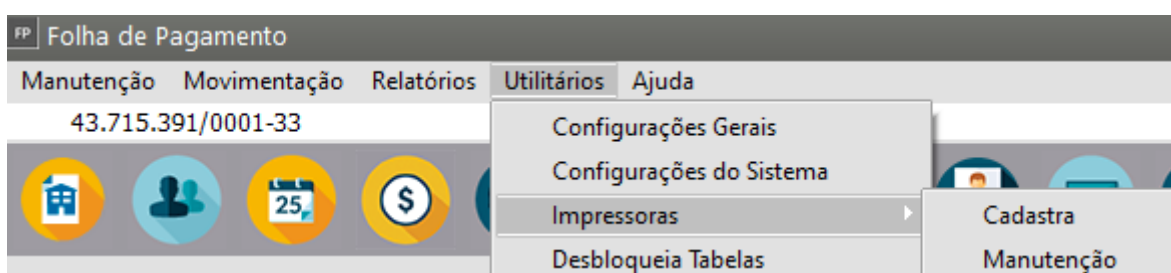 FP Folha de Pagamento
Manutenção Movimentação Relatórios Utilitários Ajuda
43.715.391/0001-33
Configurações Gerais
Configurações do Sistema
25
$
Impressoras
Cadastra
Desbloqueia Tabelas
Manutenção